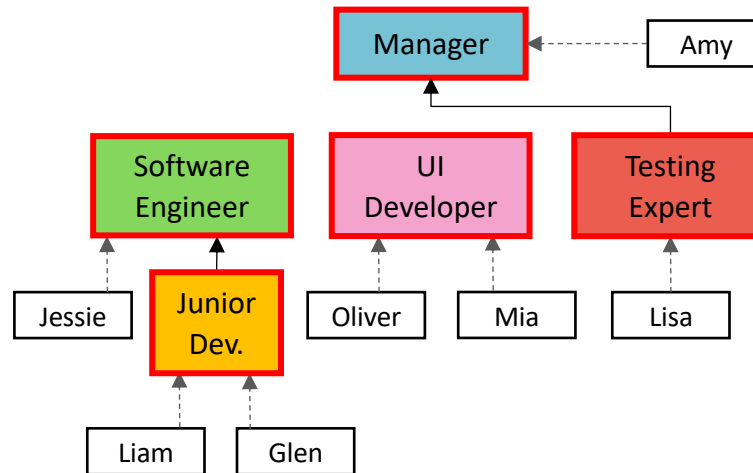 Manager
Amy
Software
Engineer
UI
Developer
Testing
Expert
Jessie
Junior
Dev.
Oliver
Mia
Lisa
Liam
Glen